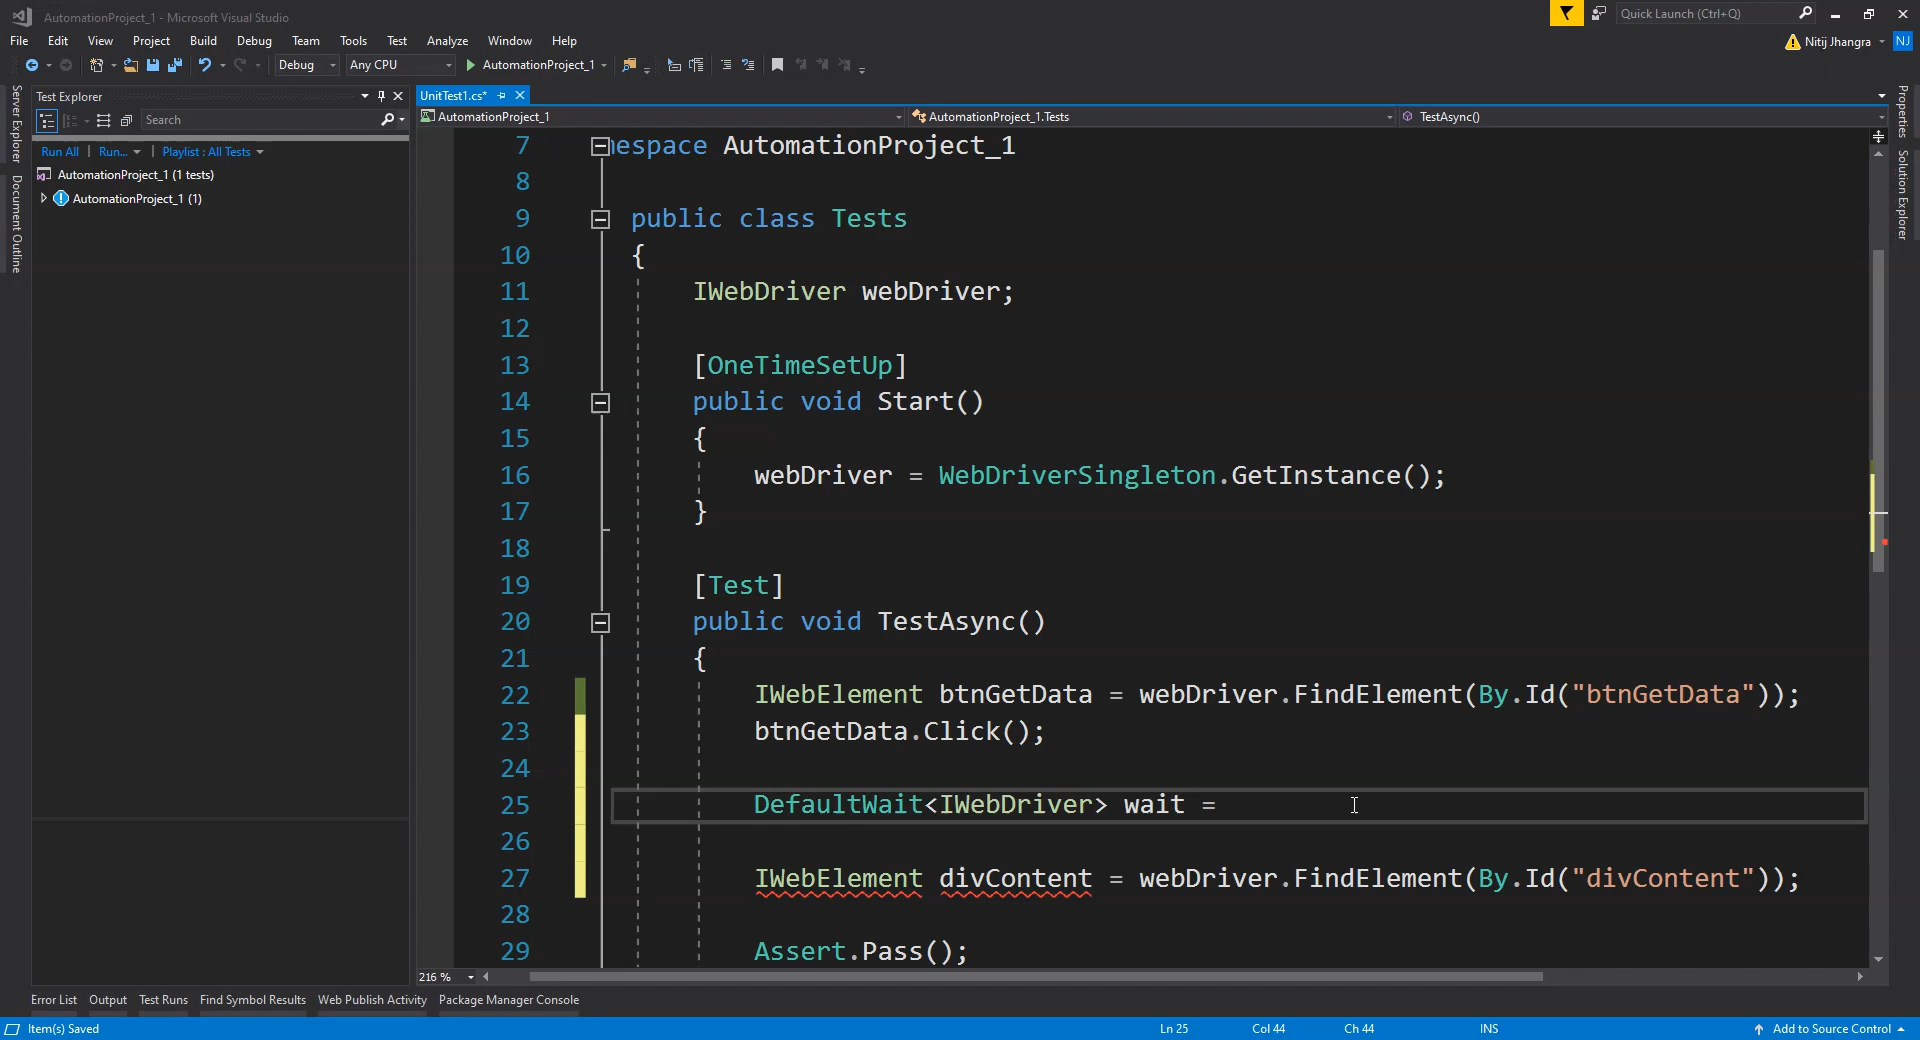 AutomationProject_1 - Microsoft Visual Studio
Quick Launch (Ctrl+Q)
File Edit View Project Build Debug Team Tools Test Analyze Window Help
Nitij Jhangra NJ
Debug Any CPU AutomationProject_1
Server Explorer
Document Outline
Test Explorer
Search
Run All | Run... | Playlist : All Tests
AutomationProject_1 (1 tests)
AutomationProject_1 (1)
UnitTest1.cs*
AutomationProject_1 AutomationProject_1.Tests TestAsync()
7 espace AutomationProject_1
8
9 public class Tests
10 {
11 IWebDriver webDriver;
12
13 [OneTimeSetUp]
14 public void Start()
15 {
16 webDriver = WebDriverSingleton.GetInstance();
17 }
18
19 [Test]
20 public void TestAsync()
21 {
22 IWebElement btnGetData = webDriver.FindElement(By.Id("btnGetData"));
23 btnGetData.Click();
24
25 DefaultWait<IWebDriver> wait =
26
27 IWebElement divContent = webDriver.FindElement(By.Id("divContent"));
28
29 Assert.Pass();
216 %
Properties
Solution Explorer
Error List Output Test Runs Find Symbol Results Web Publish Activity Package Manager Console
Item(s) Saved Ln 25 Col 44 Ch 44 INS Add to Source Control